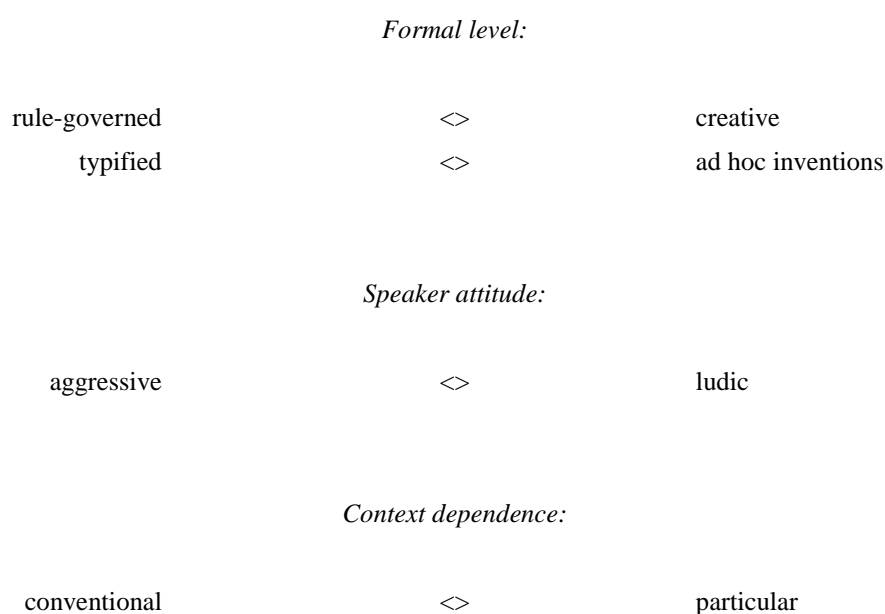 Formal level:
rule-governed <> creative
typified <> ad hoc inventions
Speaker attitude:
aggressive <> ludic
Context dependence:
conventional <> particular